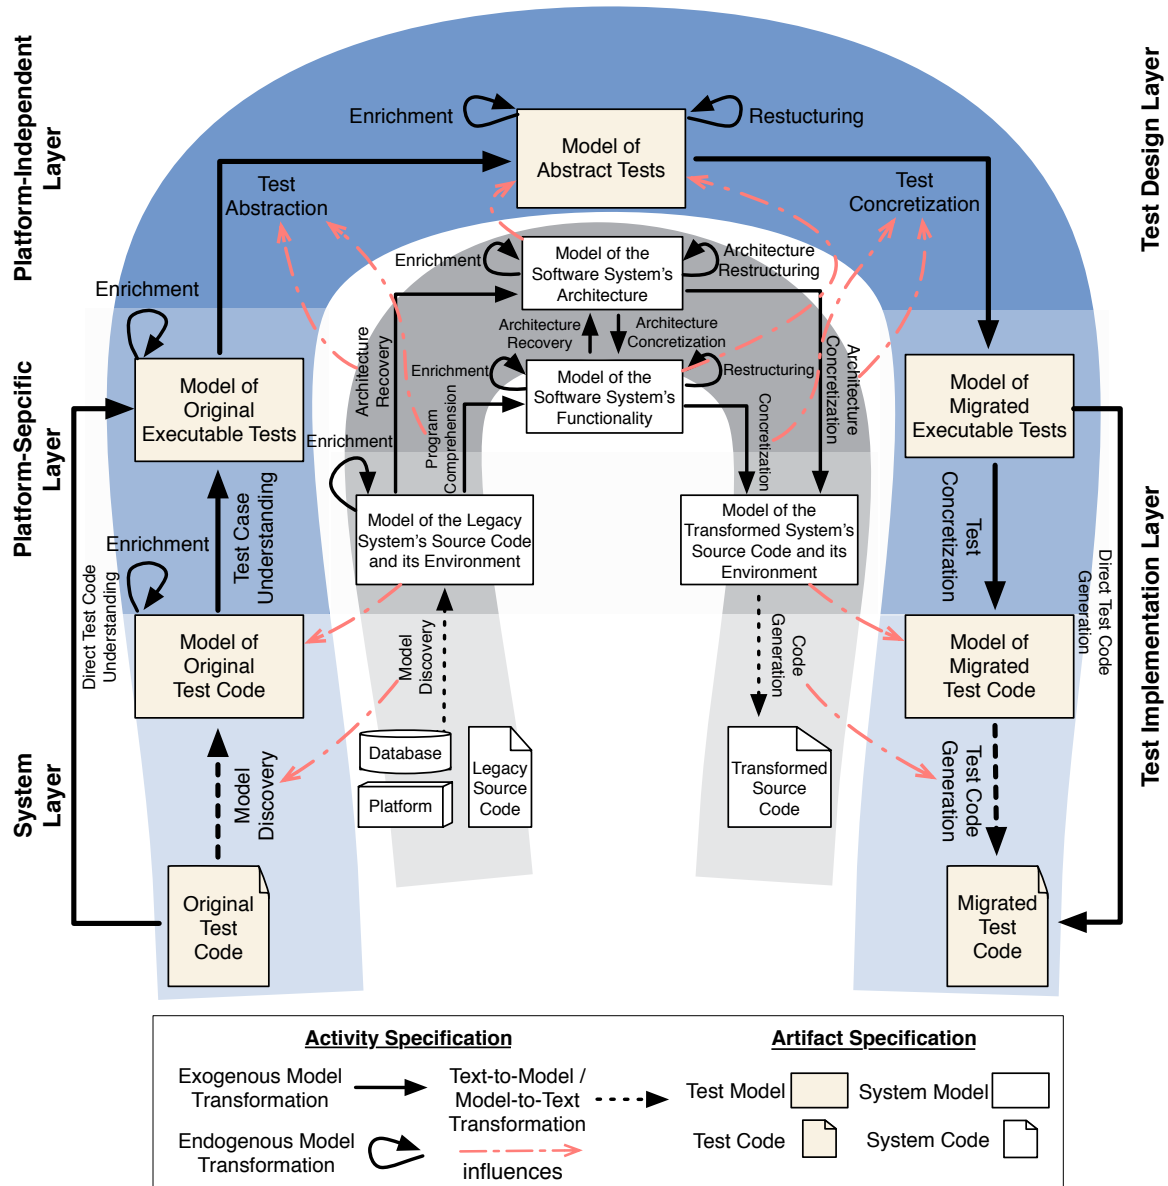 Platform-Independent
Layer
Platform-Sepcific
Layer
System
Layer
Test Design Layer
Test Implementation Layer
Enrichment
Restucturing
Model of
Abstract Tests
Test
Abstraction
Test
Concretization
Enrichment
Model of the
Software System's
Architecture
Architecture
Restructuring
Enrichment
Architecture
Recovery
Architecture
Concretization
Enrichment
Model of the
Software System's
Functionality
Restructuring
Architecture
Recovery
Program
Comprehension
Concretization
Architecture
Concretization
Model of
Original
Executable Tests
Model of
Migrated
Executable Tests
Enrichment
Model of the Legacy
System's Source Code
and its Environment
Model of the
Transformed System's
Source Code and its
Environment
Enrichment
Test Case
Understanding
Direct Test Code
Understanding
Test
Concretization
Direct Test Code
Generation
Model of
Original
Test Code
Model of
Migrated
Test Code
Model
Discovery
Code
Generation
Database
Platform
Legacy
Source
Code
Transformed
Source
Code
Model
Discovery
Test Code
Generation
Original
Test
Code
Migrated
Test
Code
Activity Specification
Artifact Specification
Exogenous Model
Transformation
Text-to-Model /
Model-to-Text
Transformation
Test Model
System Model
Endogenous Model
Transformation
influences
Test Code
System Code